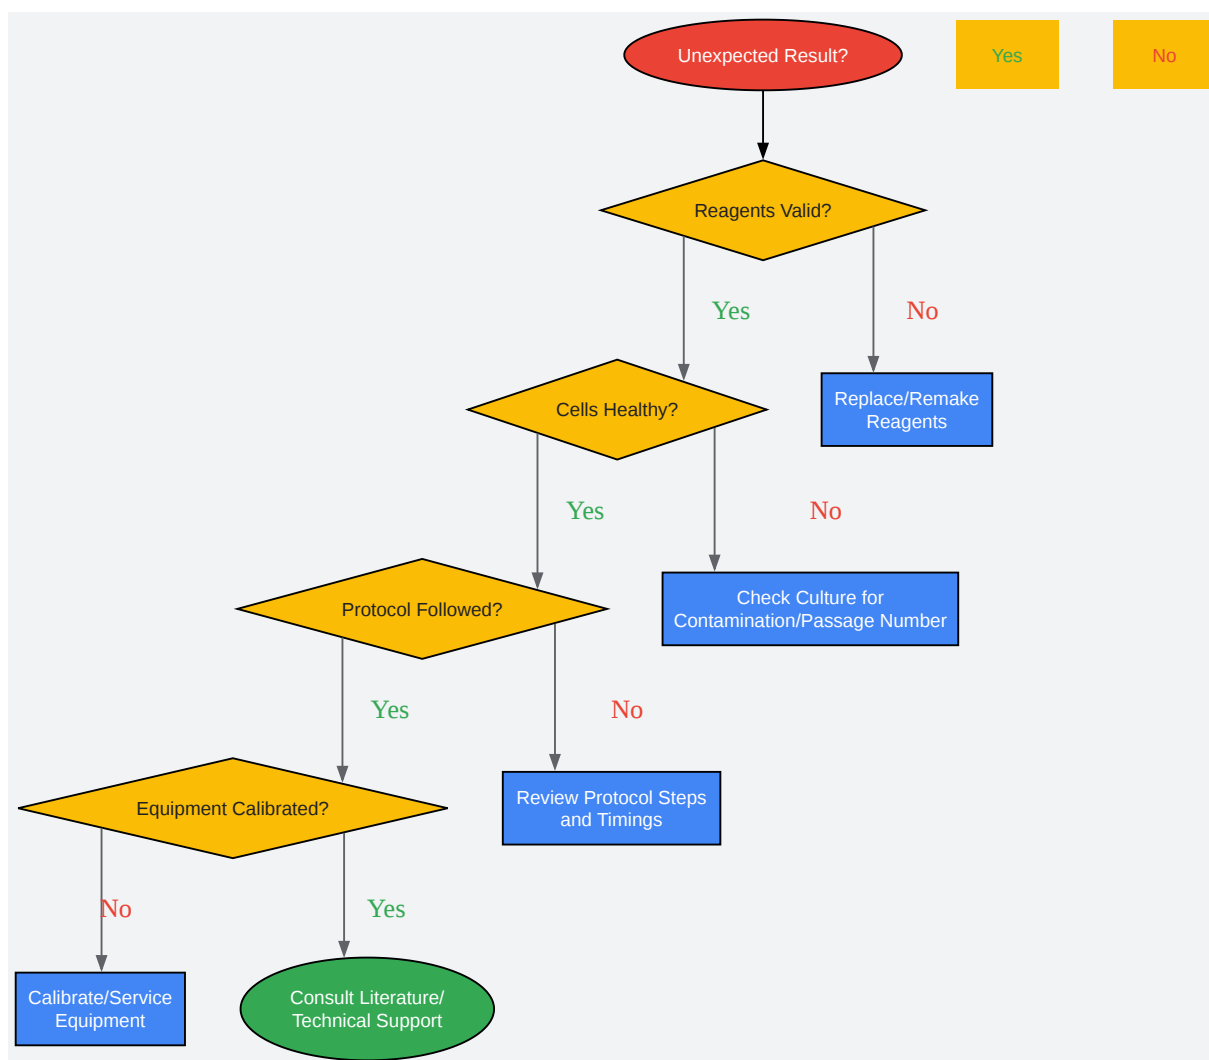 Unexpected Result?
Yes
No
Reagents Valid?
Yes
No
Cells Healthy?
Replace/Remake
Reagents
Yes
No
Protocol Followed?
Check Culture for
Contamination/Passage Number
Yes
No
Equipment Calibrated?
Review Protocol Steps
and Timings
No
Yes
Calibrate/Service
Equipment
Consult Literature/
Technical Support